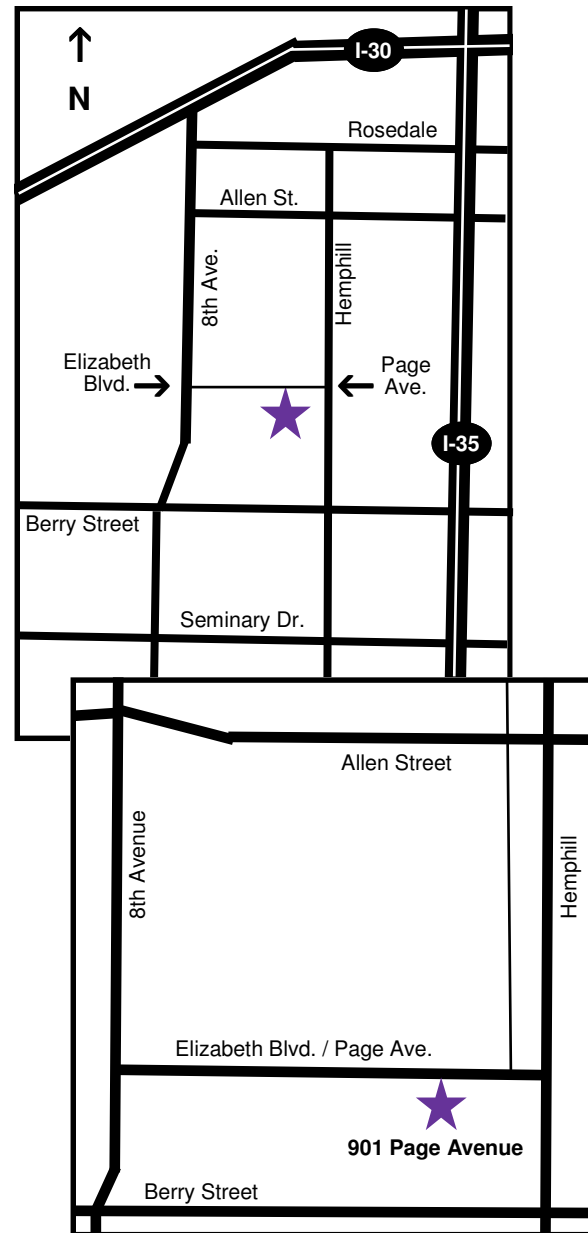 I-30
N
Rosedale
Allen St.
8th Ave.
Hemphill
Elizabeth
Blvd.
Page
Ave.
I-35
Berry Street
Seminary Dr.
Allen Street
8th Avenue
Hemphill
Elizabeth Blvd. / Page Ave.
901 Page Avenue
Berry Street